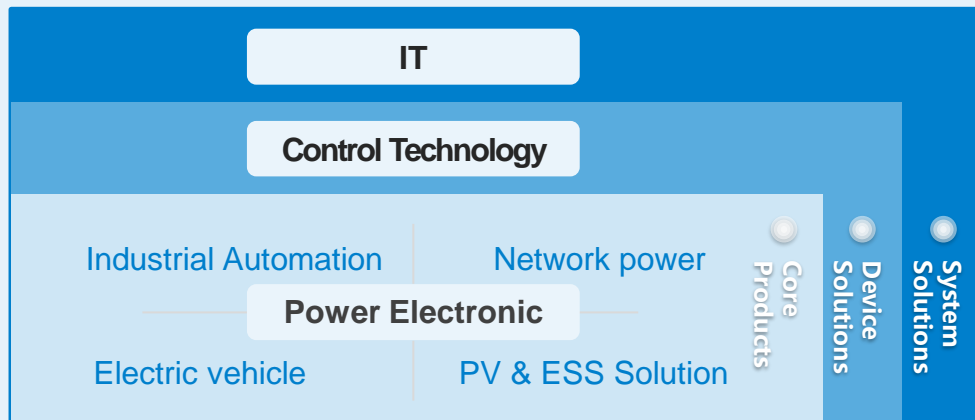 IT
Control Technology
Industrial Automation
Network power
Power Electronic
Electric vehicle
PV & ESS Solution
Core
Products
Device
Solutions
System
Solutions